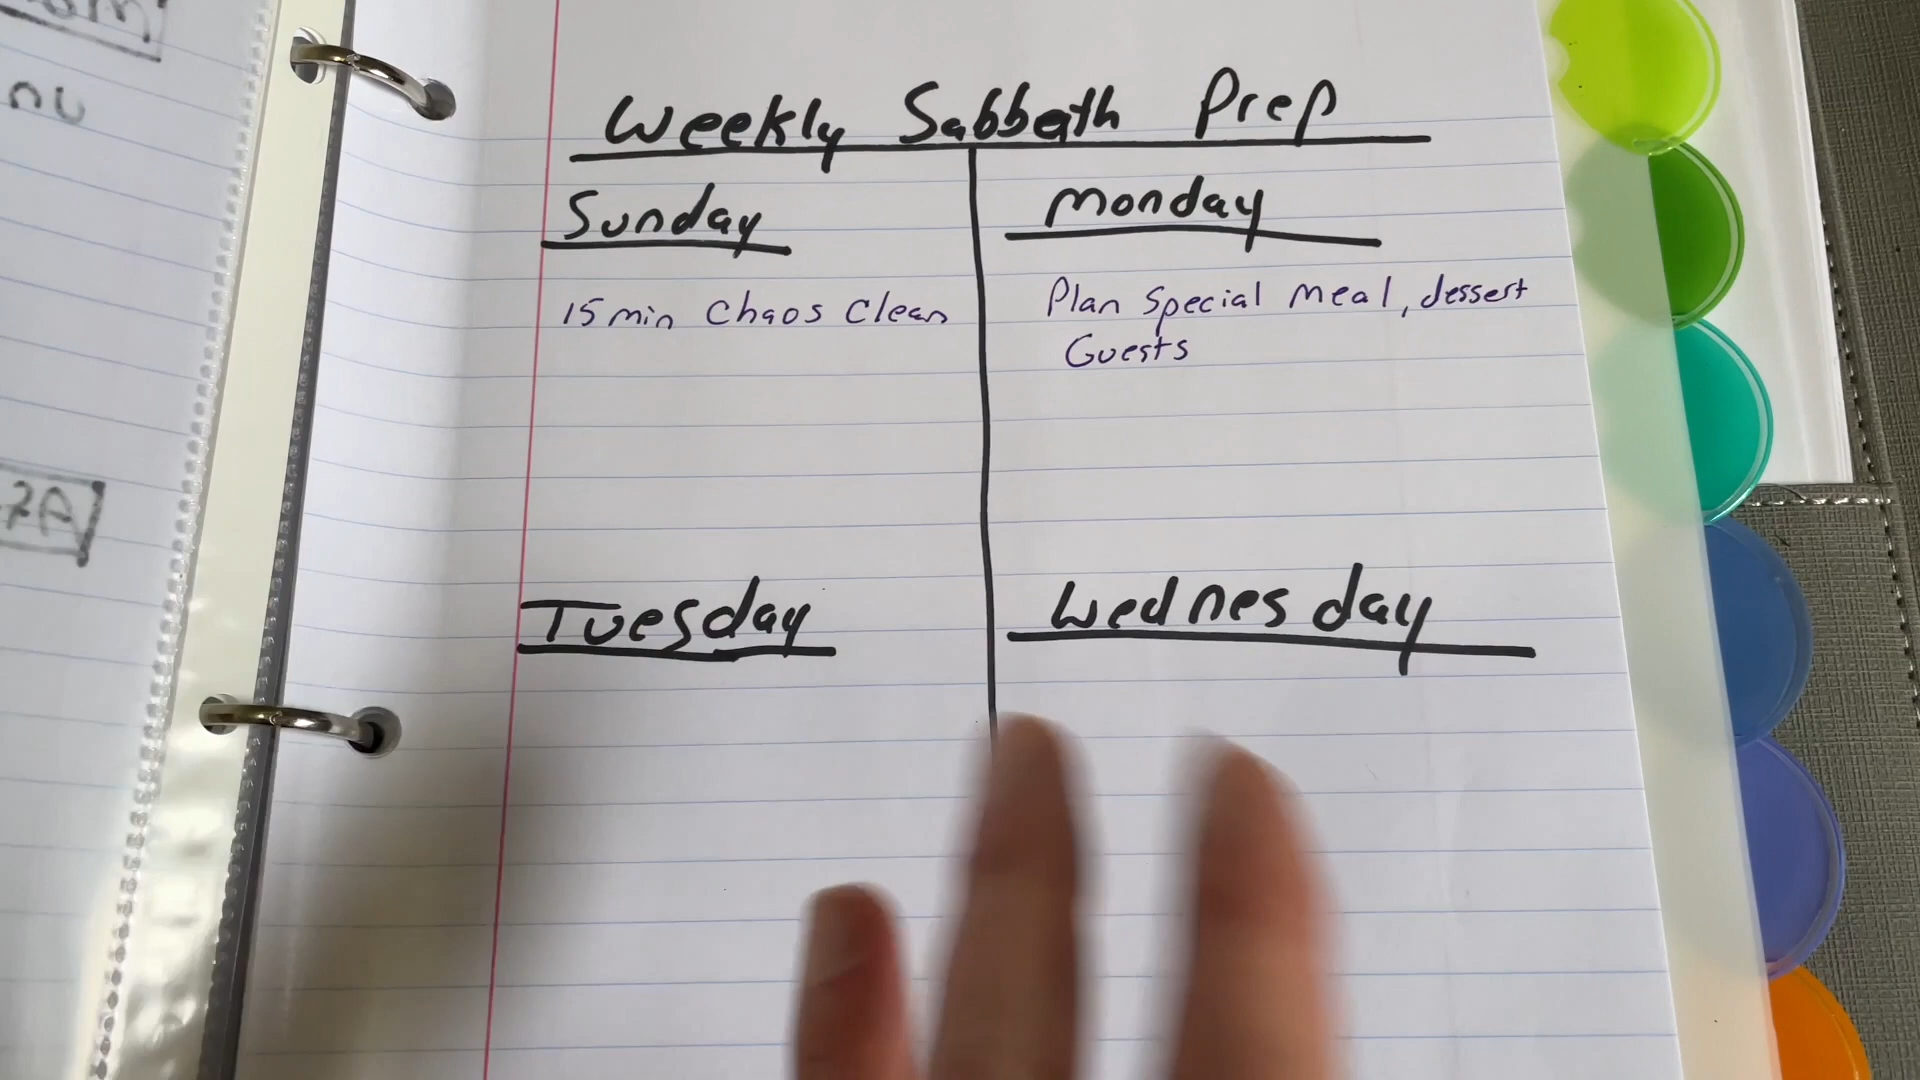 Weekly Sabbath Prep
Sunday
15 min Chaos Clean
Monday
Plan Special Meal, dessert
Guests
Tuesday
Wednesday